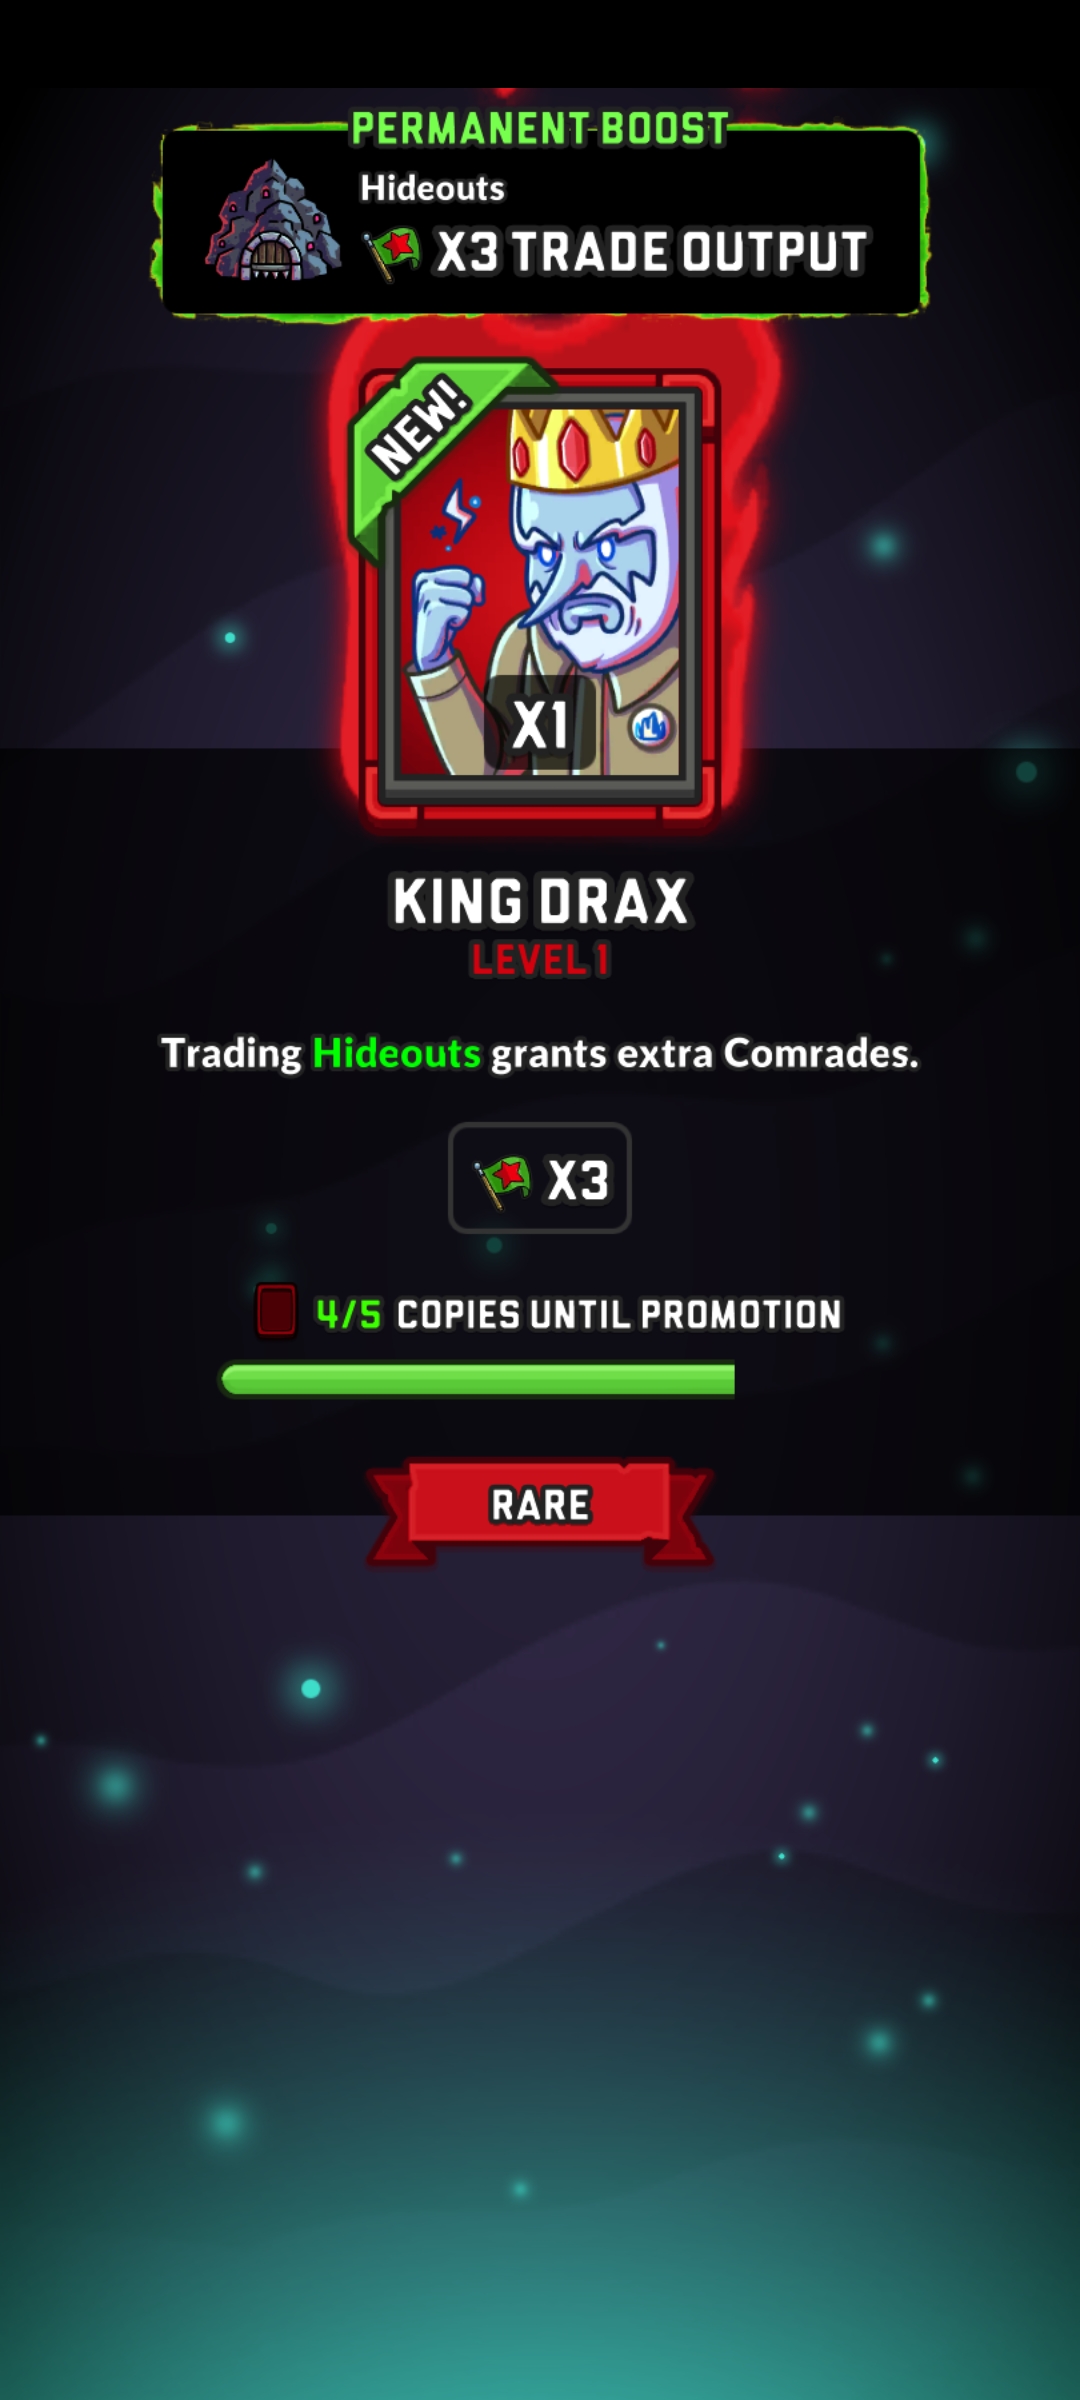 PERMANENT BOOST
Hideouts
X3 TRADE OUTPUT
NEW!
X1
KING DRAX
LEVEL 1
Trading Hideouts grants extra Comrades.
X3
4/5 COPIES UNTIL PROMOTION
RARE